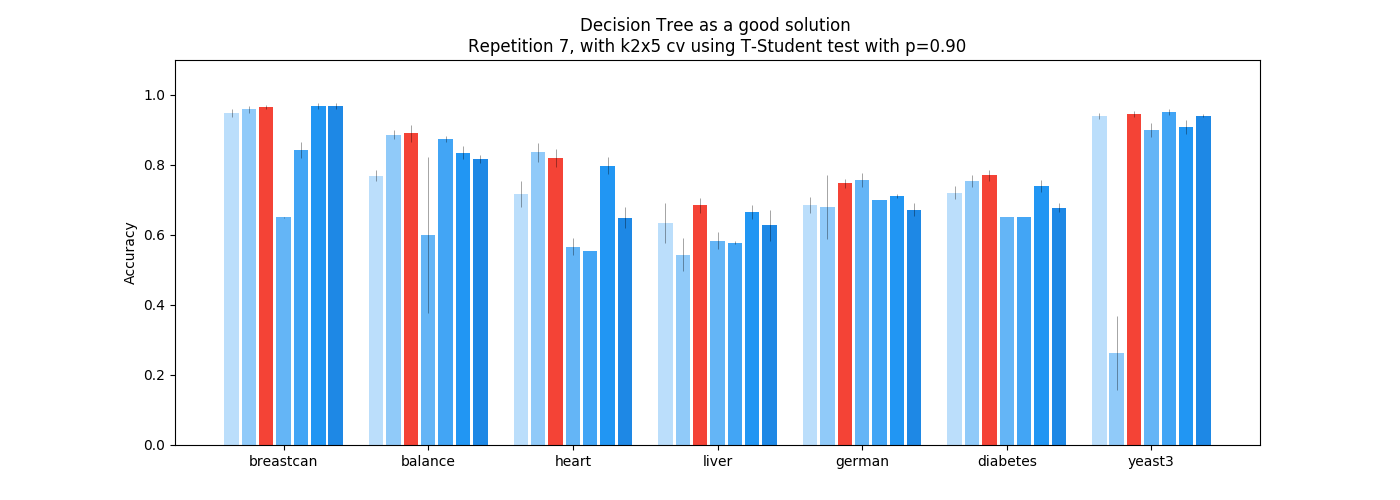 Decision Tree as a good solution
Repetition 7, with k2x5 cv using T-Student test with p=0.90
1.0
0.8
0.6
0.4
0.2
0.0
Accuracy
breastcan balance heart liver german diabetes yeast3